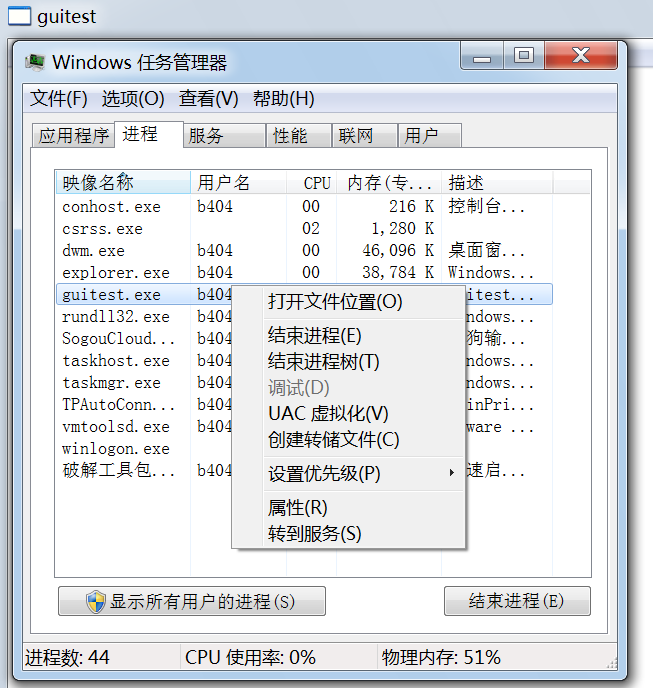 guitest
Windows 任务管理器
文件(F) 选项(O) 查看(V) 帮助(H)
应用程序 进程 服务 性能 联网 用户
映像名称 用户名 CPU 内存(专... 描述
conhost.exe b404 00 216 K 控制台...
csrss.exe 02 1,280 K
dwm.exe b404 00 46,096 K 桌面窗...
explorer.exe b404 00 38,784 K Windows...
guitest.exe b404 itest...
打开文件位置(O)
rundll32.exe b404 ndows...
结束进程(E)
SogouCloud... b404 狗输...
结束进程树(T)
taskhost.exe b404 ndows...
taskmgr.exe b404 ndows...
调试(D)
TPAutoConn... b404 inPri...
UAC 虚拟化(V)
vmtoolsd.exe b404 ware ...
创建转储文件(C)
winlogon.exe
破解工具包... b404 速启...
设置优先级(P)
属性(R)
转到服务(S)
显示所有用户的进程(S) 结束进程(E)
进程数: 44 CPU 使用率: 0% 物理内存: 51%